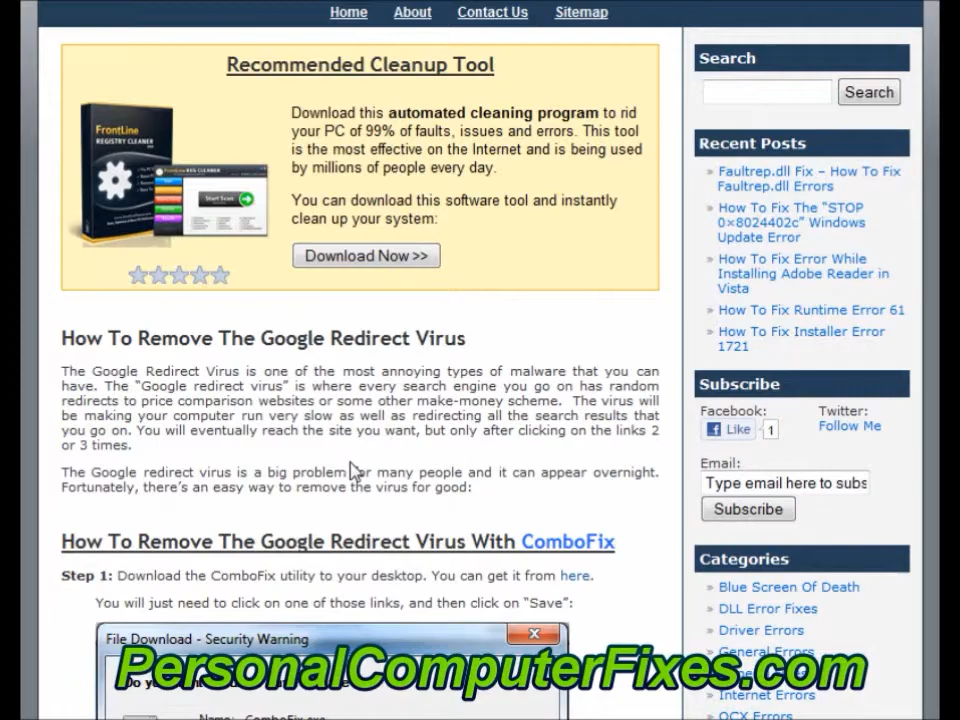 Home About Contact Us Sitemap
Recommended Cleanup Tool
FrontLine
REGISTRY CLEANER
Start Scan
Download this automated cleaning program to rid
your PC of 99% of faults, issues and errors. This tool
is the most effective on the Internet and is being used
by millions of people every day.
You can download this software tool and instantly
clean up your system:
Download Now >>
How To Remove The Google Redirect Virus
The Google Redirect Virus is one of the most annoying types of malware that you can
have. The “Google redirect virus” is where every search engine you go on has random
redirects to price comparison websites or some other make-money scheme. The virus will
be making your computer run very slow as well as redirecting all the search results that
you go on. You will eventually reach the site you want, but only after clicking on the links 2
or 3 times.
The Google redirect virus is a big problem for many people and it can appear overnight.
Fortunately, there’s an easy way to remove the virus for good:
How To Remove The Google Redirect Virus With ComboFix
Step 1: Download the ComboFix utility to your desktop. You can get it from here.
You will just need to click on one of those links, and then click on “Save”:
File Download - Security Warning
Name: ComboFix.exe
PersonalComputerFixes.com
Search
Search
Recent Posts
» Faultrep.dll Fix – How To Fix
Faultrep.dll Errors
» How To Fix The “STOP
0×8024402c” Windows
Update Error
» How To Fix Error While
Installing Adobe Reader in
Vista
» How To Fix Runtime Error 61
» How To Fix Installer Error
1721
Subscribe
Facebook: Twitter:
Like 1 Follow Me
Email:
Type email here to subs
Subscribe
Categories
» Blue Screen Of Death
» DLL Error Fixes
» Driver Errors
» General Errors
» Internet Errors
» OCX Errors